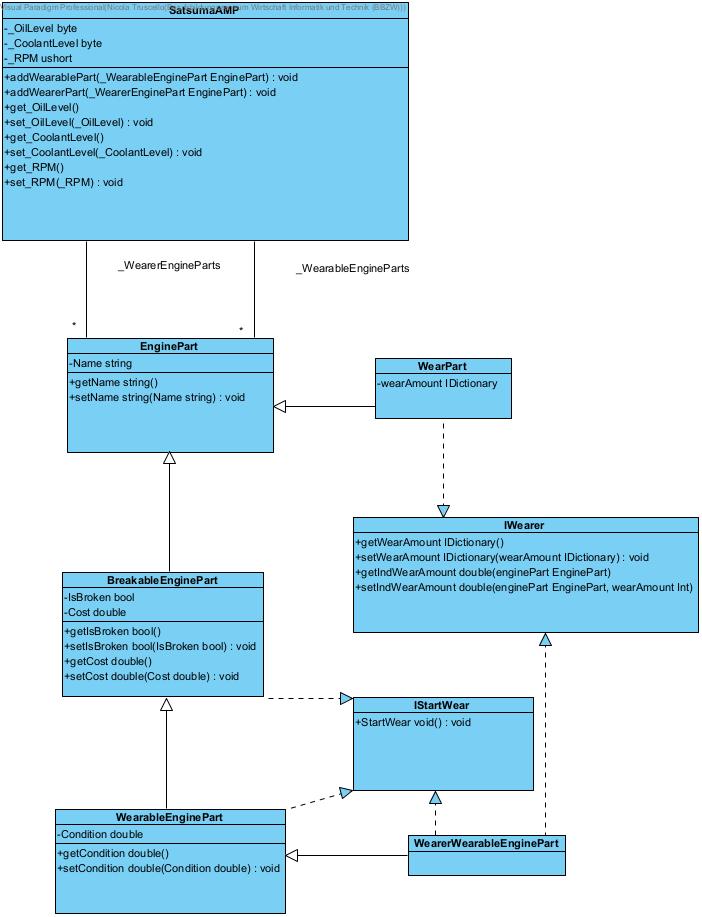 Visual Paradigm Professional(Nicola Truscello(
um Wirtschaft Informatik und Technik (BBZW)))
SatsumaAMP
-_OilLevel byte
-_CoolantLevel byte
-_RPM ushort
+addWearablePart(_WearableEnginePart EnginePart) : void
+addWearerPart(_WearerEnginePart EnginePart) : void
+get_OilLevel()
+set_OilLevel(_OilLevel) : void
+get_CoolantLevel()
+set_CoolantLevel(_CoolantLevel) : void
+get_RPM()
+set_RPM(_RPM) : void
_WearerEngineParts
_WearableEngineParts
*
*
EnginePart
-Name string
+getName string()
+setName string(Name string) : void
WearPart
-wearAmount IDictionary
IWearer
+getWearAmount IDictionary()
+setWearAmount IDictionary(wearAmount IDictionary) : void
+getIndWearAmount double(enginePart EnginePart)
+setIndWearAmount double(enginePart EnginePart, wearAmount Int)
BreakableEnginePart
-IsBroken bool
-Cost double
+getIsBroken bool()
+setIsBroken bool(IsBroken bool) : void
+getCost double()
+setCost double(Cost double) : void
IStartWear
+StartWear void() : void
WearableEnginePart
-Condition double
+getCondition double()
+setCondition double(Condition double) : void
WearerWearableEnginePart